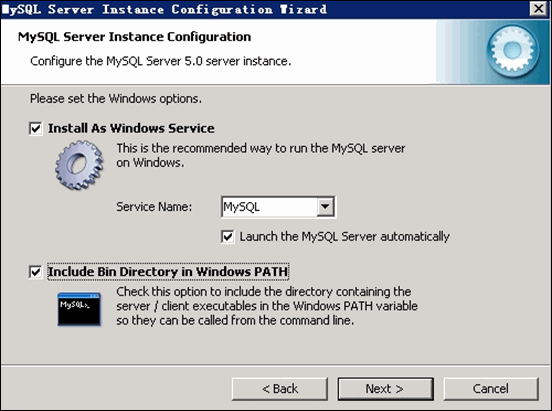 MySQL Server Instance Configuration Wizard
MySQL Server Instance Configuration
Configure the MySQL Server 5.0 server instance.
Please set the Windows options.
Install As Windows Service
This is the recommended way to run the MySQL server
on Windows.
Service Name:
MySQL
Launch the MySQL Server automatically
Include Bin Directory in Windows PATH
MySQL>_
Check this option to include the directory containing the
server / client executables in the Windows PATH variable
so they can be called from the command line.
< Back
Next >
Cancel